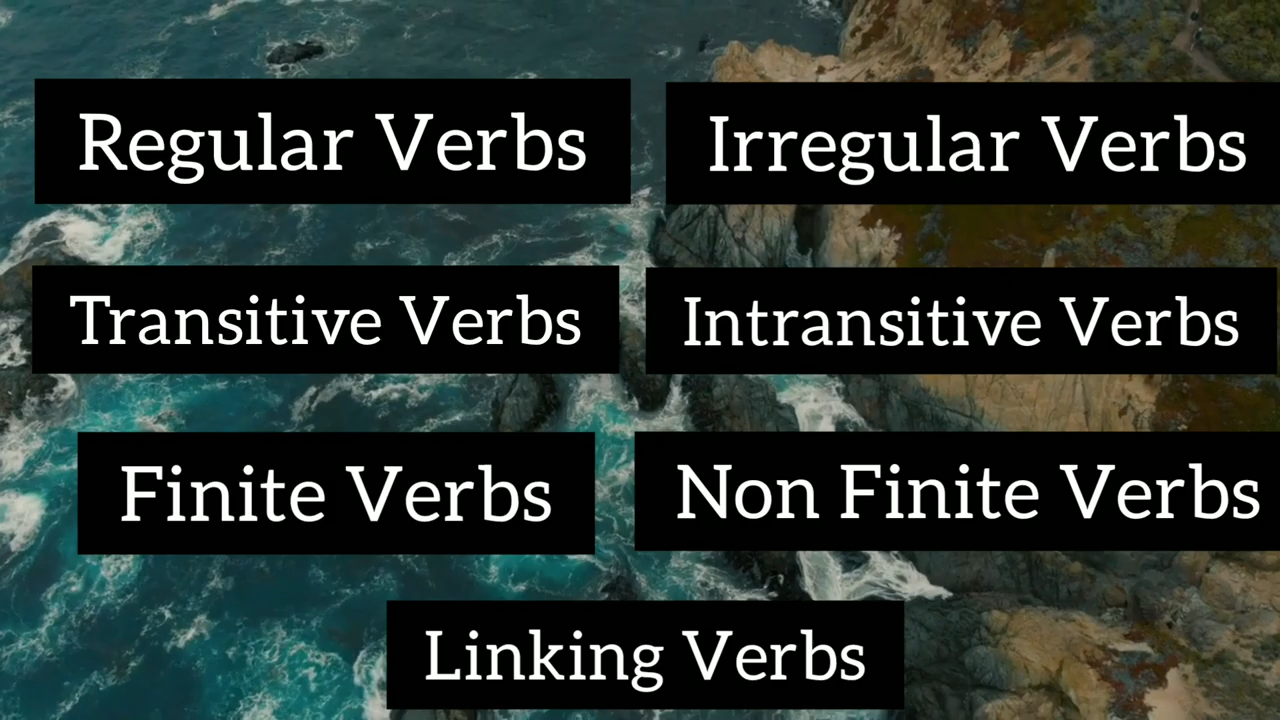 Regular Verbs
Irregular Verbs
Transitive Verbs
Intransitive Verbs
Finite Verbs
Non Finite Verbs
Linking Verbs